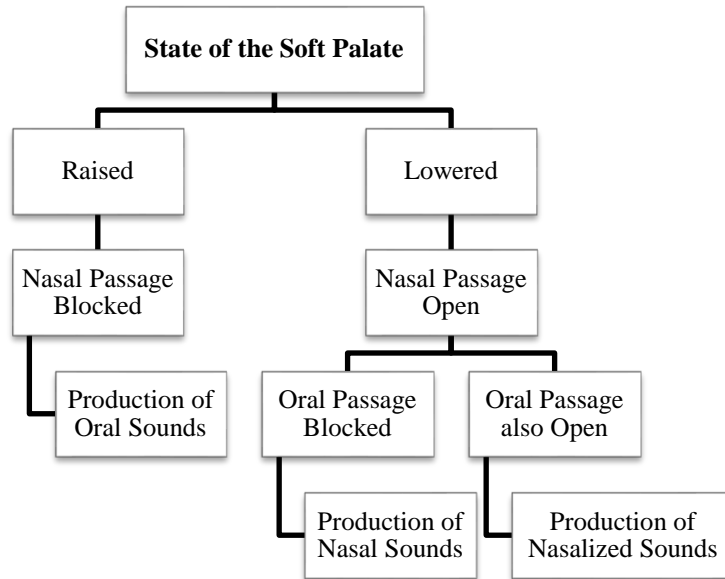 State of the Soft Palate
Raised
Lowered
Nasal Passage
Blocked
Nasal Passage
Open
Production of
Oral Sounds
Oral Passage
Blocked
Oral Passage
also Open
Production of
Nasal Sounds
Production of
Nasalized Sounds